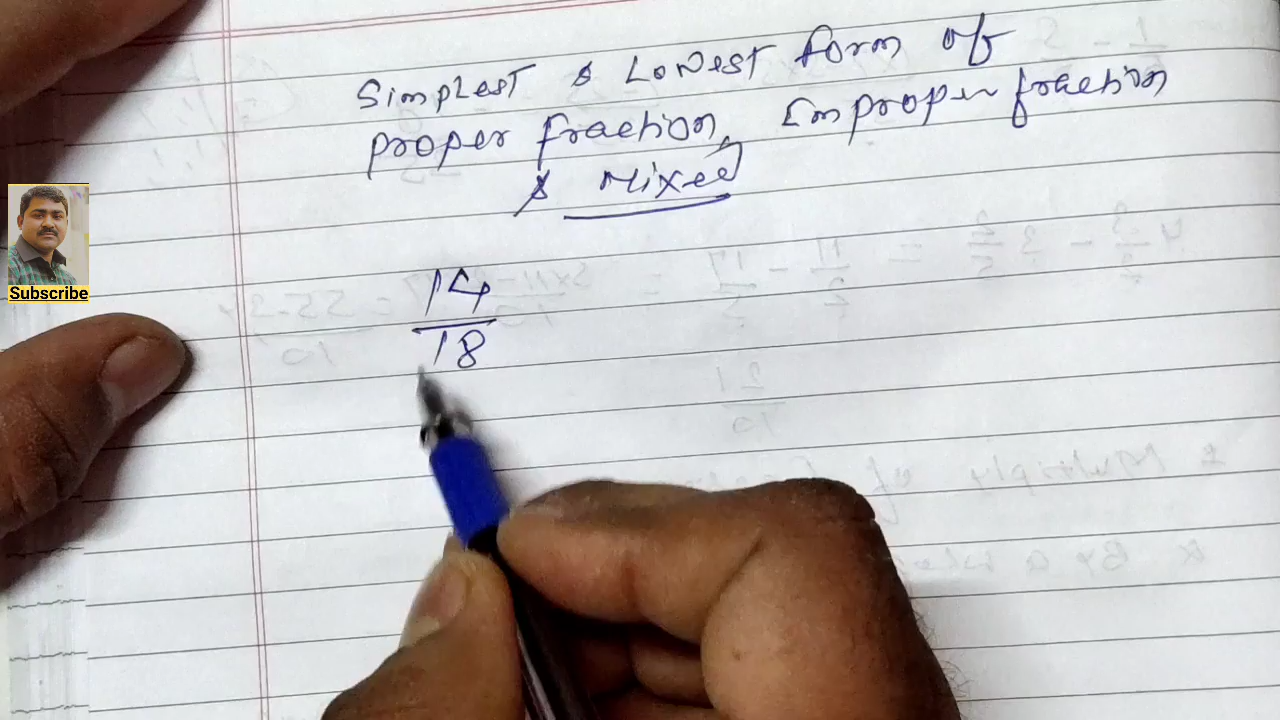 Simplest & Lowest form of
proper fraction, Improper fraction
& Mixed
14
18
Subscribe